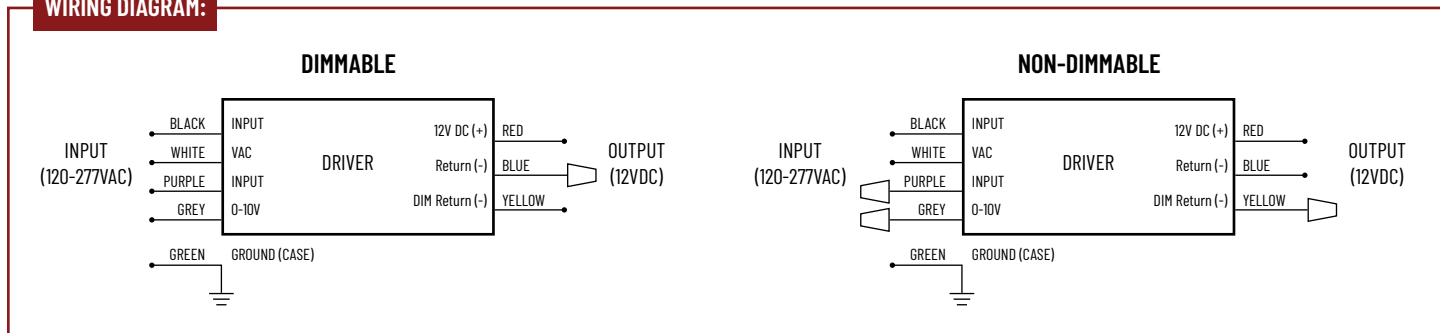 WIRING DIAGRAM:
DIMMABLE
INPUT
(120-277VAC)
BLACK INPUT
WHITE VAC
PURPLE INPUT
GREY 0-10V
GREEN GROUND (CASE)
DRIVER
12V DC (+) RED
Return (-) BLUE
DIM Return (-) YELLOW
OUTPUT
(12VDC)
NON-DIMMABLE
INPUT
(120-277VAC)
BLACK INPUT
WHITE VAC
PURPLE INPUT
GREY 0-10V
GREEN GROUND (CASE)
DRIVER
12V DC (+) RED
Return (-) BLUE
DIM Return (-) YELLOW
OUTPUT
(12VDC)